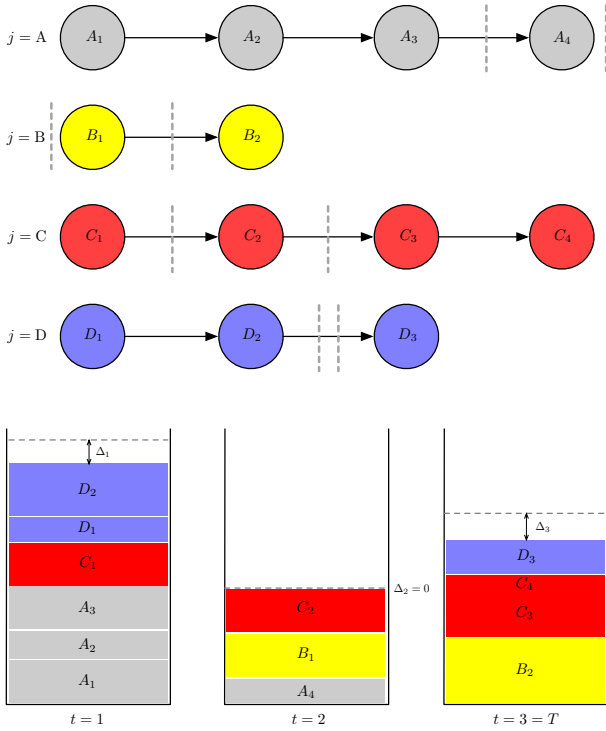 j = A A₁ A₂ A₃ A₄
j = B B₁ B₂
j = C C₁ C₂ C₃ C₄
j = D D₁ D₂ D₃
Δ₁
D₂
D₁
C₁
A₃
A₂
A₁
t = 1
Δ₂ = 0
C₂
B₁
A₄
t = 2
Δ₃
D₃
C₄
C₃
B₂
t = 3 = T